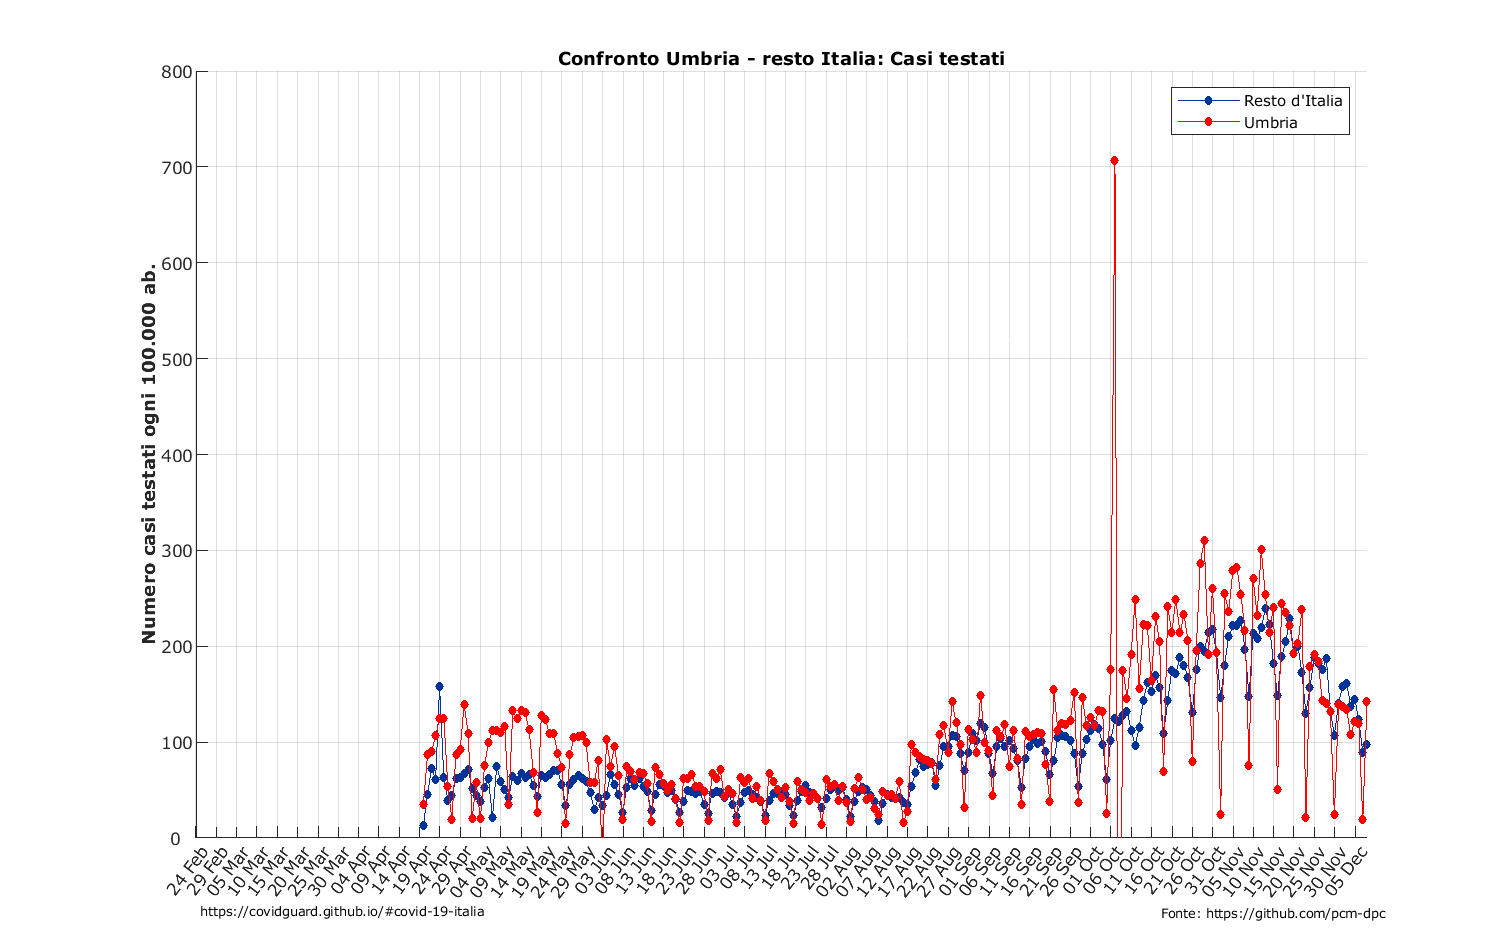 Confronto Umbria - resto Italia: Casi testati
Resto d'Italia
Umbria
Numero casi testati ogni 100.000 ab.
800
700
600
500
400
300
200
100
0
24 Feb
29 Feb
05 Mar
10 Mar
15 Mar
20 Mar
25 Mar
30 Mar
04 Apr
09 Apr
14 Apr
19 Apr
24 Apr
29 Apr
04 May
09 May
14 May
19 May
24 May
29 May
03 Jun
08 Jun
13 Jun
18 Jun
23 Jun
28 Jun
03 Jul
08 Jul
13 Jul
18 Jul
23 Jul
28 Jul
02 Aug
07 Aug
12 Aug
17 Aug
22 Aug
27 Aug
01 Sep
06 Sep
11 Sep
16 Sep
21 Sep
26 Sep
01 Oct
06 Oct
11 Oct
16 Oct
21 Oct
26 Oct
31 Oct
05 Nov
10 Nov
15 Nov
20 Nov
25 Nov
30 Nov
05 Dec
https://covidguard.github.io/#covid-19-italia
Fonte: https://github.com/pcm-dpc